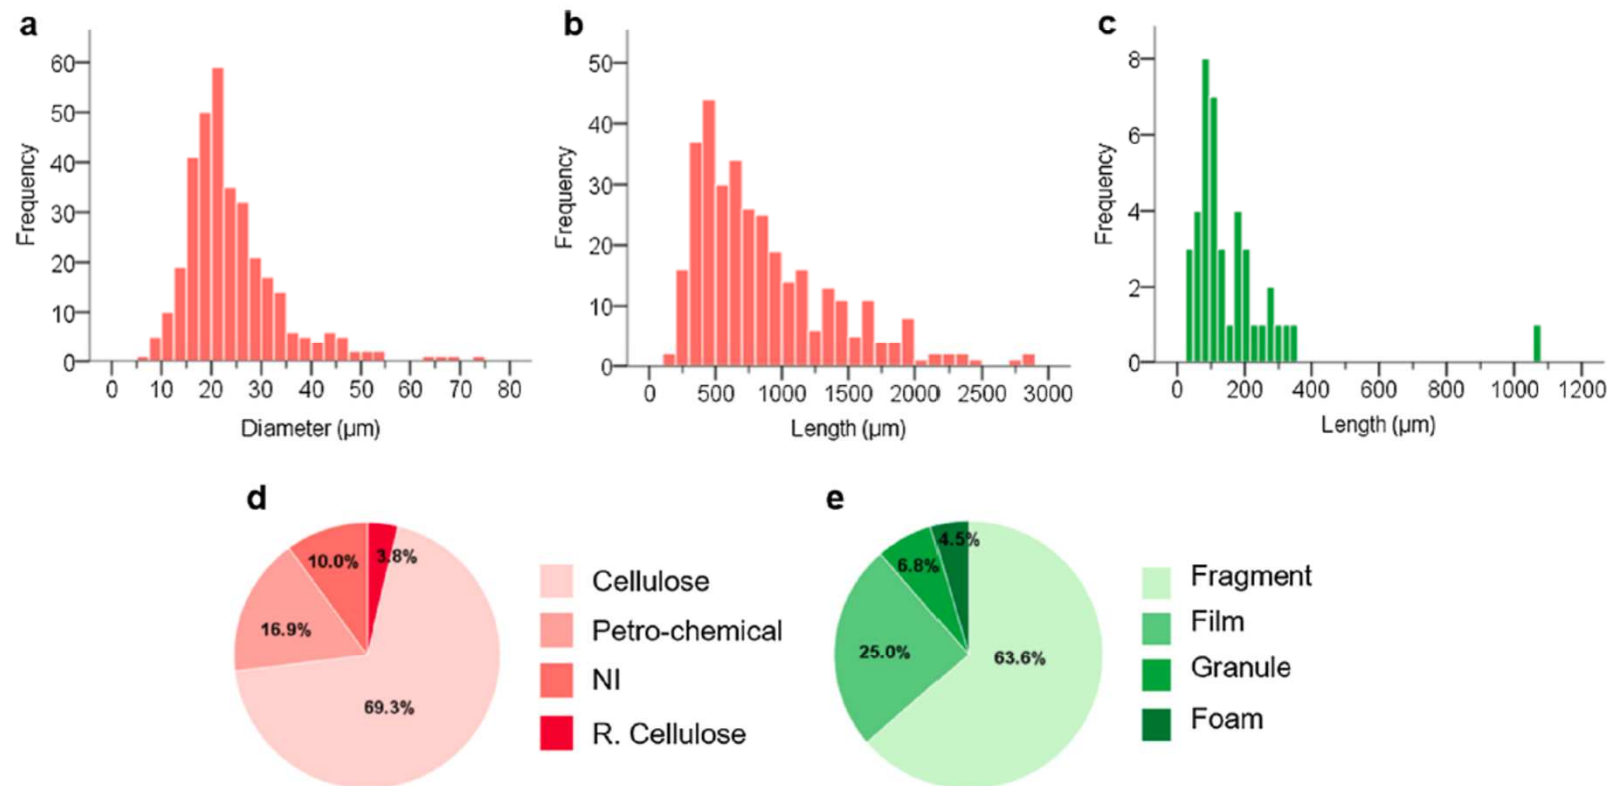 a
60
50
40
30
20
10
0
Frequency
0 10 20 30 40 50 60 70 80
Diameter (µm)
b
50
40
30
20
10
0
Frequency
0 500 1000 1500 2000 2500 3000
Length (µm)
c
8
6
4
2
0
Frequency
0 200 400 600 800 1000 1200
Length (µm)
d
10.0%
3.8%
16.9%
69.3%
Cellulose
Petro-chemical
NI
R. Cellulose
e
4.5%
6.8%
25.0%
63.6%
Fragment
Film
Granule
Foam